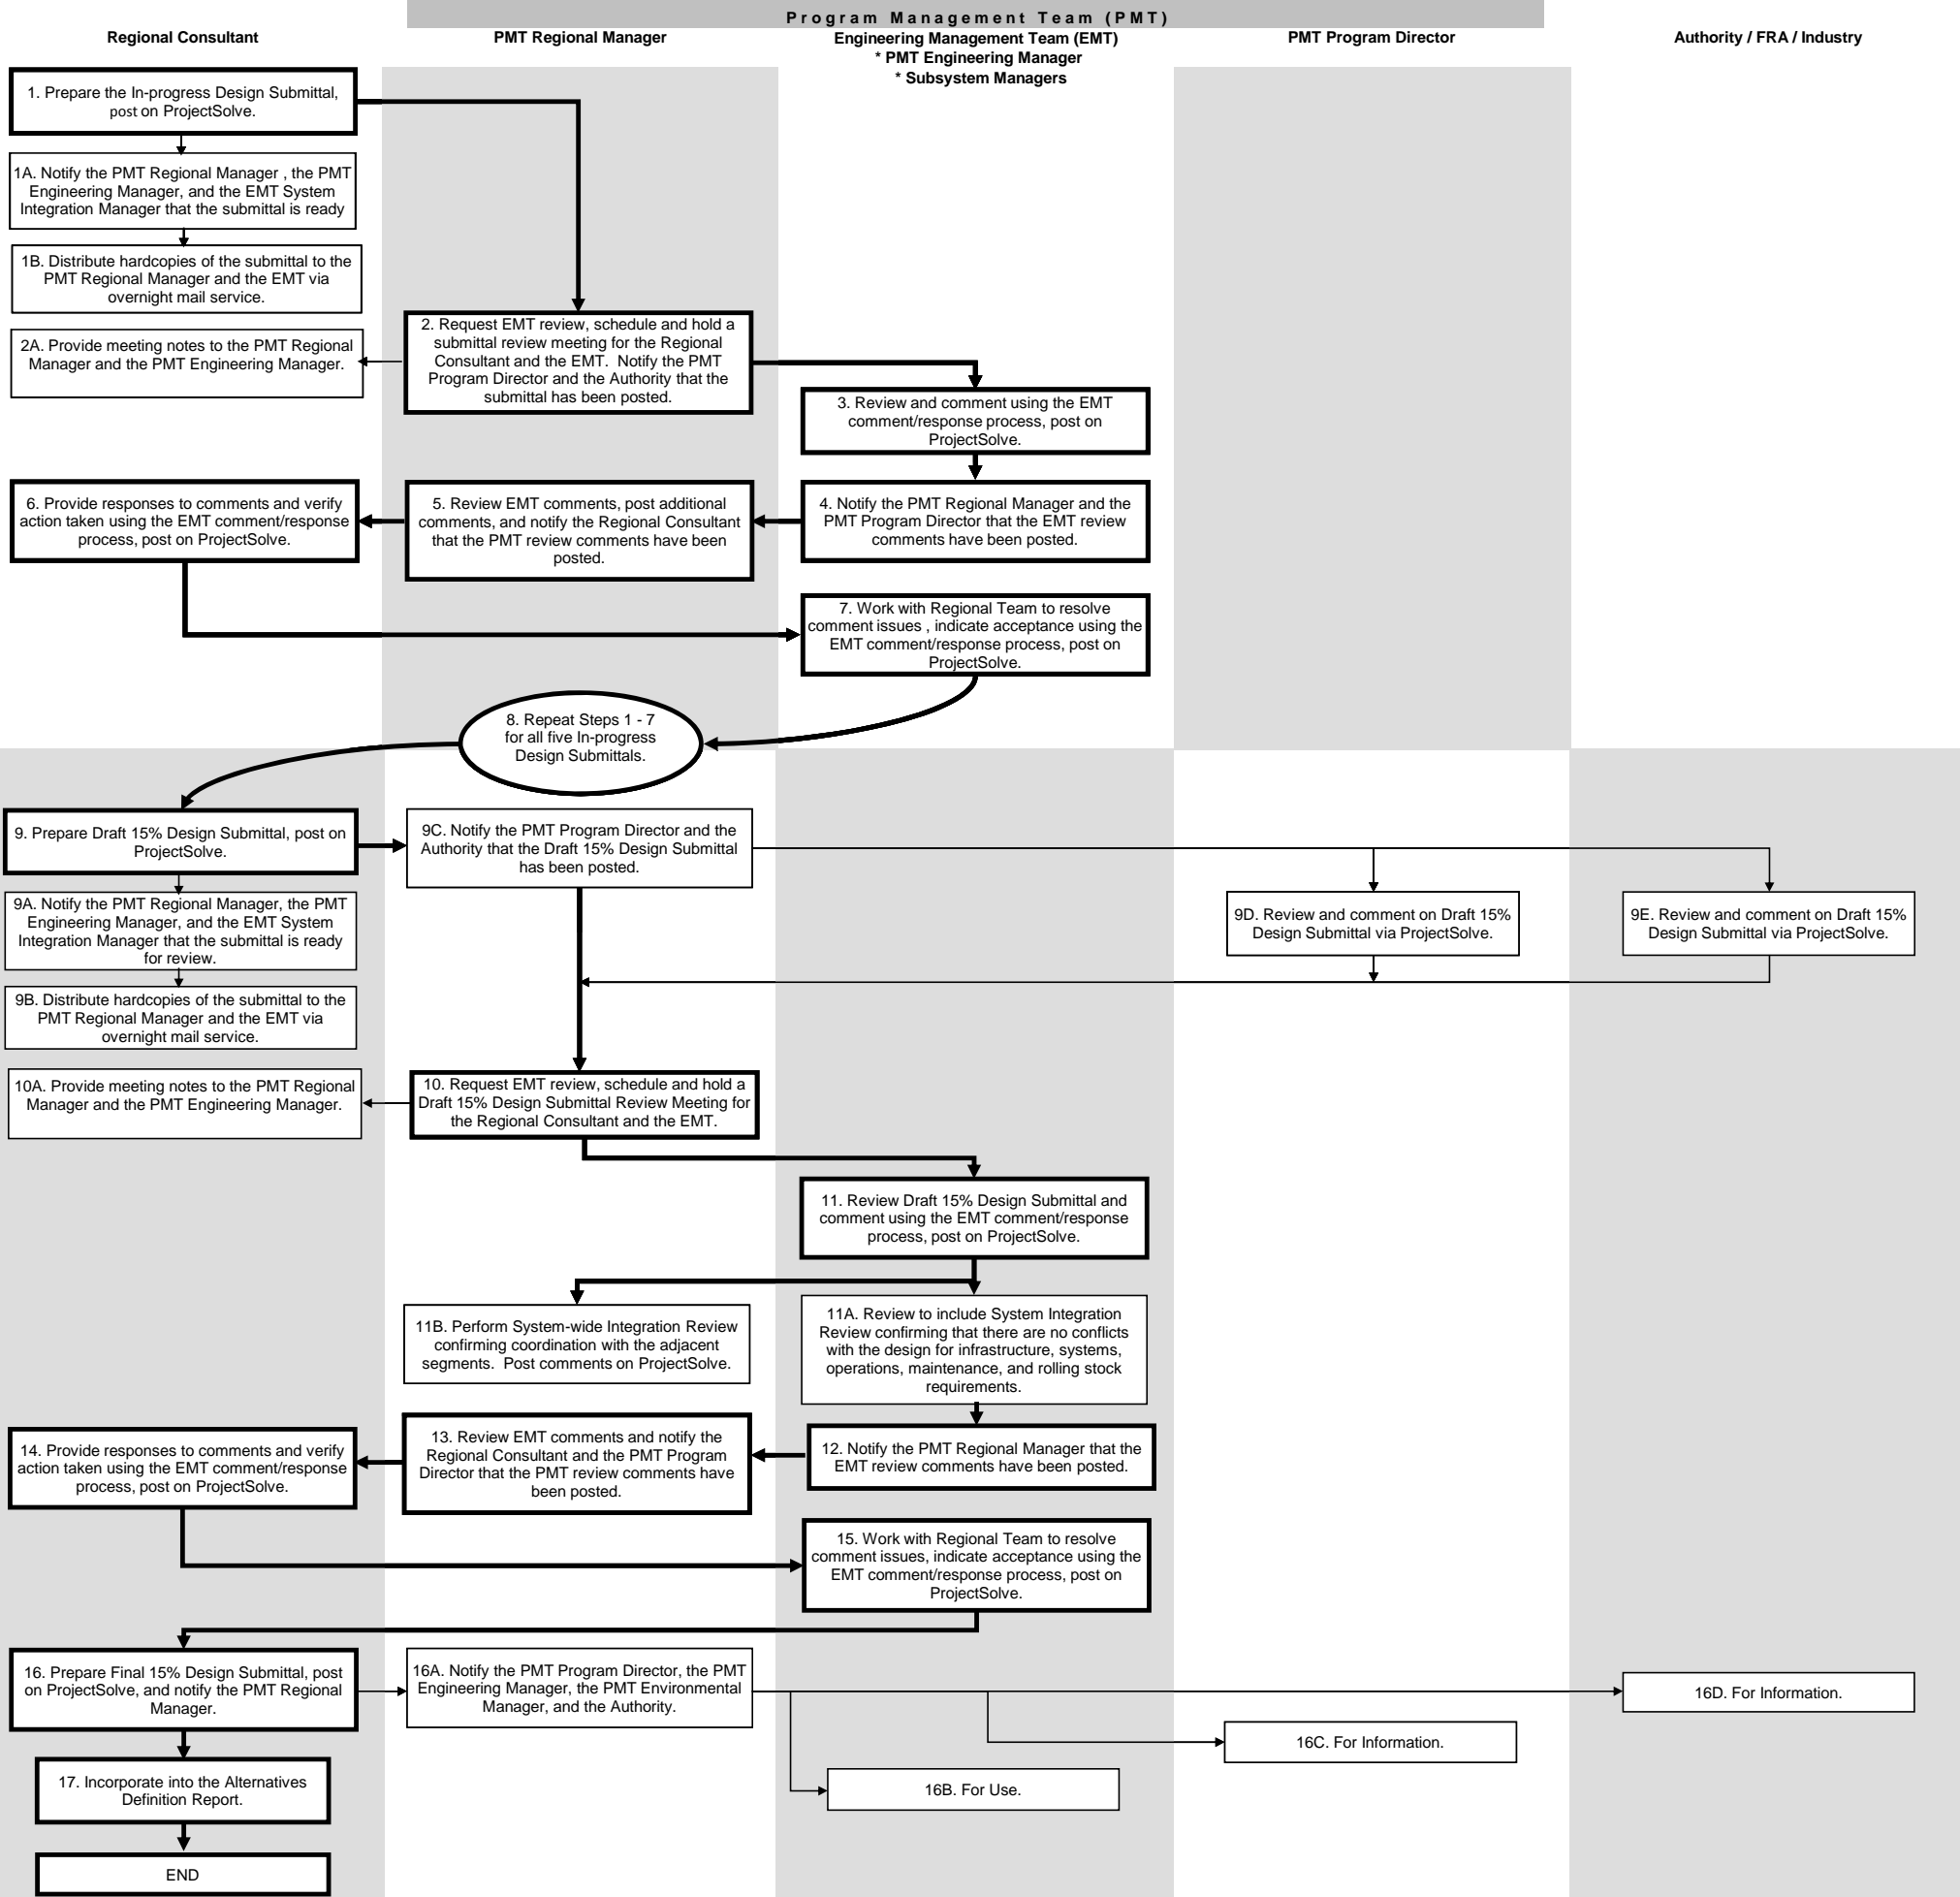 Program Management Team (PMT)
Regional Consultant
PMT Regional Manager
Engineering Management Team (EMT)
* PMT Engineering Manager
* Subsystem Managers
PMT Program Director
Authority / FRA / Industry
1. Prepare the In-progress Design Submittal,
post on ProjectSolve.
1A. Notify the PMT Regional Manager , the PMT
Engineering Manager, and the EMT System
Integration Manager that the submittal is ready
1B. Distribute hardcopies of the submittal to the
PMT Regional Manager and the EMT via
overnight mail service.
2. Request EMT review, schedule and hold a
submittal review meeting for the Regional
Consultant and the EMT. Notify the PMT
Program Director and the Authority that the
submittal has been posted.
2A. Provide meeting notes to the PMT Regional
Manager and the PMT Engineering Manager.
3. Review and comment using the EMT
comment/response process, post on
ProjectSolve.
6. Provide responses to comments and verify
action taken using the EMT comment/response
process, post on ProjectSolve.
5. Review EMT comments, post additional
comments, and notify the Regional Consultant
that the PMT review comments have been
posted.
4. Notify the PMT Regional Manager and the
PMT Program Director that the EMT review
comments have been posted.
7. Work with Regional Team to resolve
comment issues , indicate acceptance using the
EMT comment/response process, post on
ProjectSolve.
8. Repeat Steps 1 - 7
for all five In-progress
Design Submittals.
9. Prepare Draft 15% Design Submittal, post on
ProjectSolve.
9C. Notify the PMT Program Director and the
Authority that the Draft 15% Design Submittal
has been posted.
9A. Notify the PMT Regional Manager, the PMT
Engineering Manager, and the EMT System
Integration Manager that the submittal is ready
for review.
9D. Review and comment on Draft 15%
Design Submittal via ProjectSolve.
9E. Review and comment on Draft 15%
Design Submittal via ProjectSolve.
9B. Distribute hardcopies of the submittal to the
PMT Regional Manager and the EMT via
overnight mail service.
10A. Provide meeting notes to the PMT Regional
Manager and the PMT Engineering Manager.
10. Request EMT review, schedule and hold a
Draft 15% Design Submittal Review Meeting for
the Regional Consultant and the EMT.
11. Review Draft 15% Design Submittal and
comment using the EMT comment/response
process, post on ProjectSolve.
11B. Perform System-wide Integration Review
confirming coordination with the adjacent
segments. Post comments on ProjectSolve.
11A. Review to include System Integration
Review confirming that there are no conflicts
with the design for infrastructure, systems,
operations, maintenance, and rolling stock
requirements.
14. Provide responses to comments and verify
action taken using the EMT comment/response
process, post on ProjectSolve.
13. Review EMT comments and notify the
Regional Consultant and the PMT Program
Director that the PMT review comments have
been posted.
12. Notify the PMT Regional Manager that the
EMT review comments have been posted.
15. Work with Regional Team to resolve
comment issues, indicate acceptance using the
EMT comment/response process, post on
ProjectSolve.
16. Prepare Final 15% Design Submittal, post
on ProjectSolve, and notify the PMT Regional
Manager.
16A. Notify the PMT Program Director, the PMT
Engineering Manager, the PMT Environmental
Manager, and the Authority.
16D. For Information.
16C. For Information.
16B. For Use.
17. Incorporate into the Alternatives
Definition Report.
END